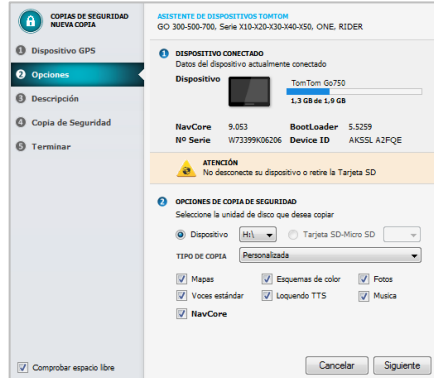 COPIAS DE SEGURIDAD
NUEVA COPIA
1 Dispositivo GPS
2 Opciones
3 Descripción
4 Copia de Seguridad
5 Terminar
Comprobar espacio libre
ASISTENTE DE DISPOSITIVOS TOMTOM
GO 300-500-700, Serie X10-X20-X30-X40-X50, ONE, RIDER
1 DISPOSITIVO CONECTADO
Datos del dispositivo actualmente conectado
Dispositivo
TomTom Go750
1,3 GB de 1,9 GB
NavCore 9.053 BootLoader 5.5259
Nº Serie W73399K06206 Device ID AKSSL A2FQE
ATENCIÓN
No desconecte su dispositivo o retire la Tarjeta SD
2 OPCIONES DE COPIA DE SEGURIDAD
Seleccione la unidad de disco que desea copiar
Dispositivo H:\ Tarjeta SD-Micro SD
TIPO DE COPIA Personalizada
Mapas Esquemas de color Fotos
Voces estándar Loquendo TTS Musica
NavCore
Cancelar Siguiente